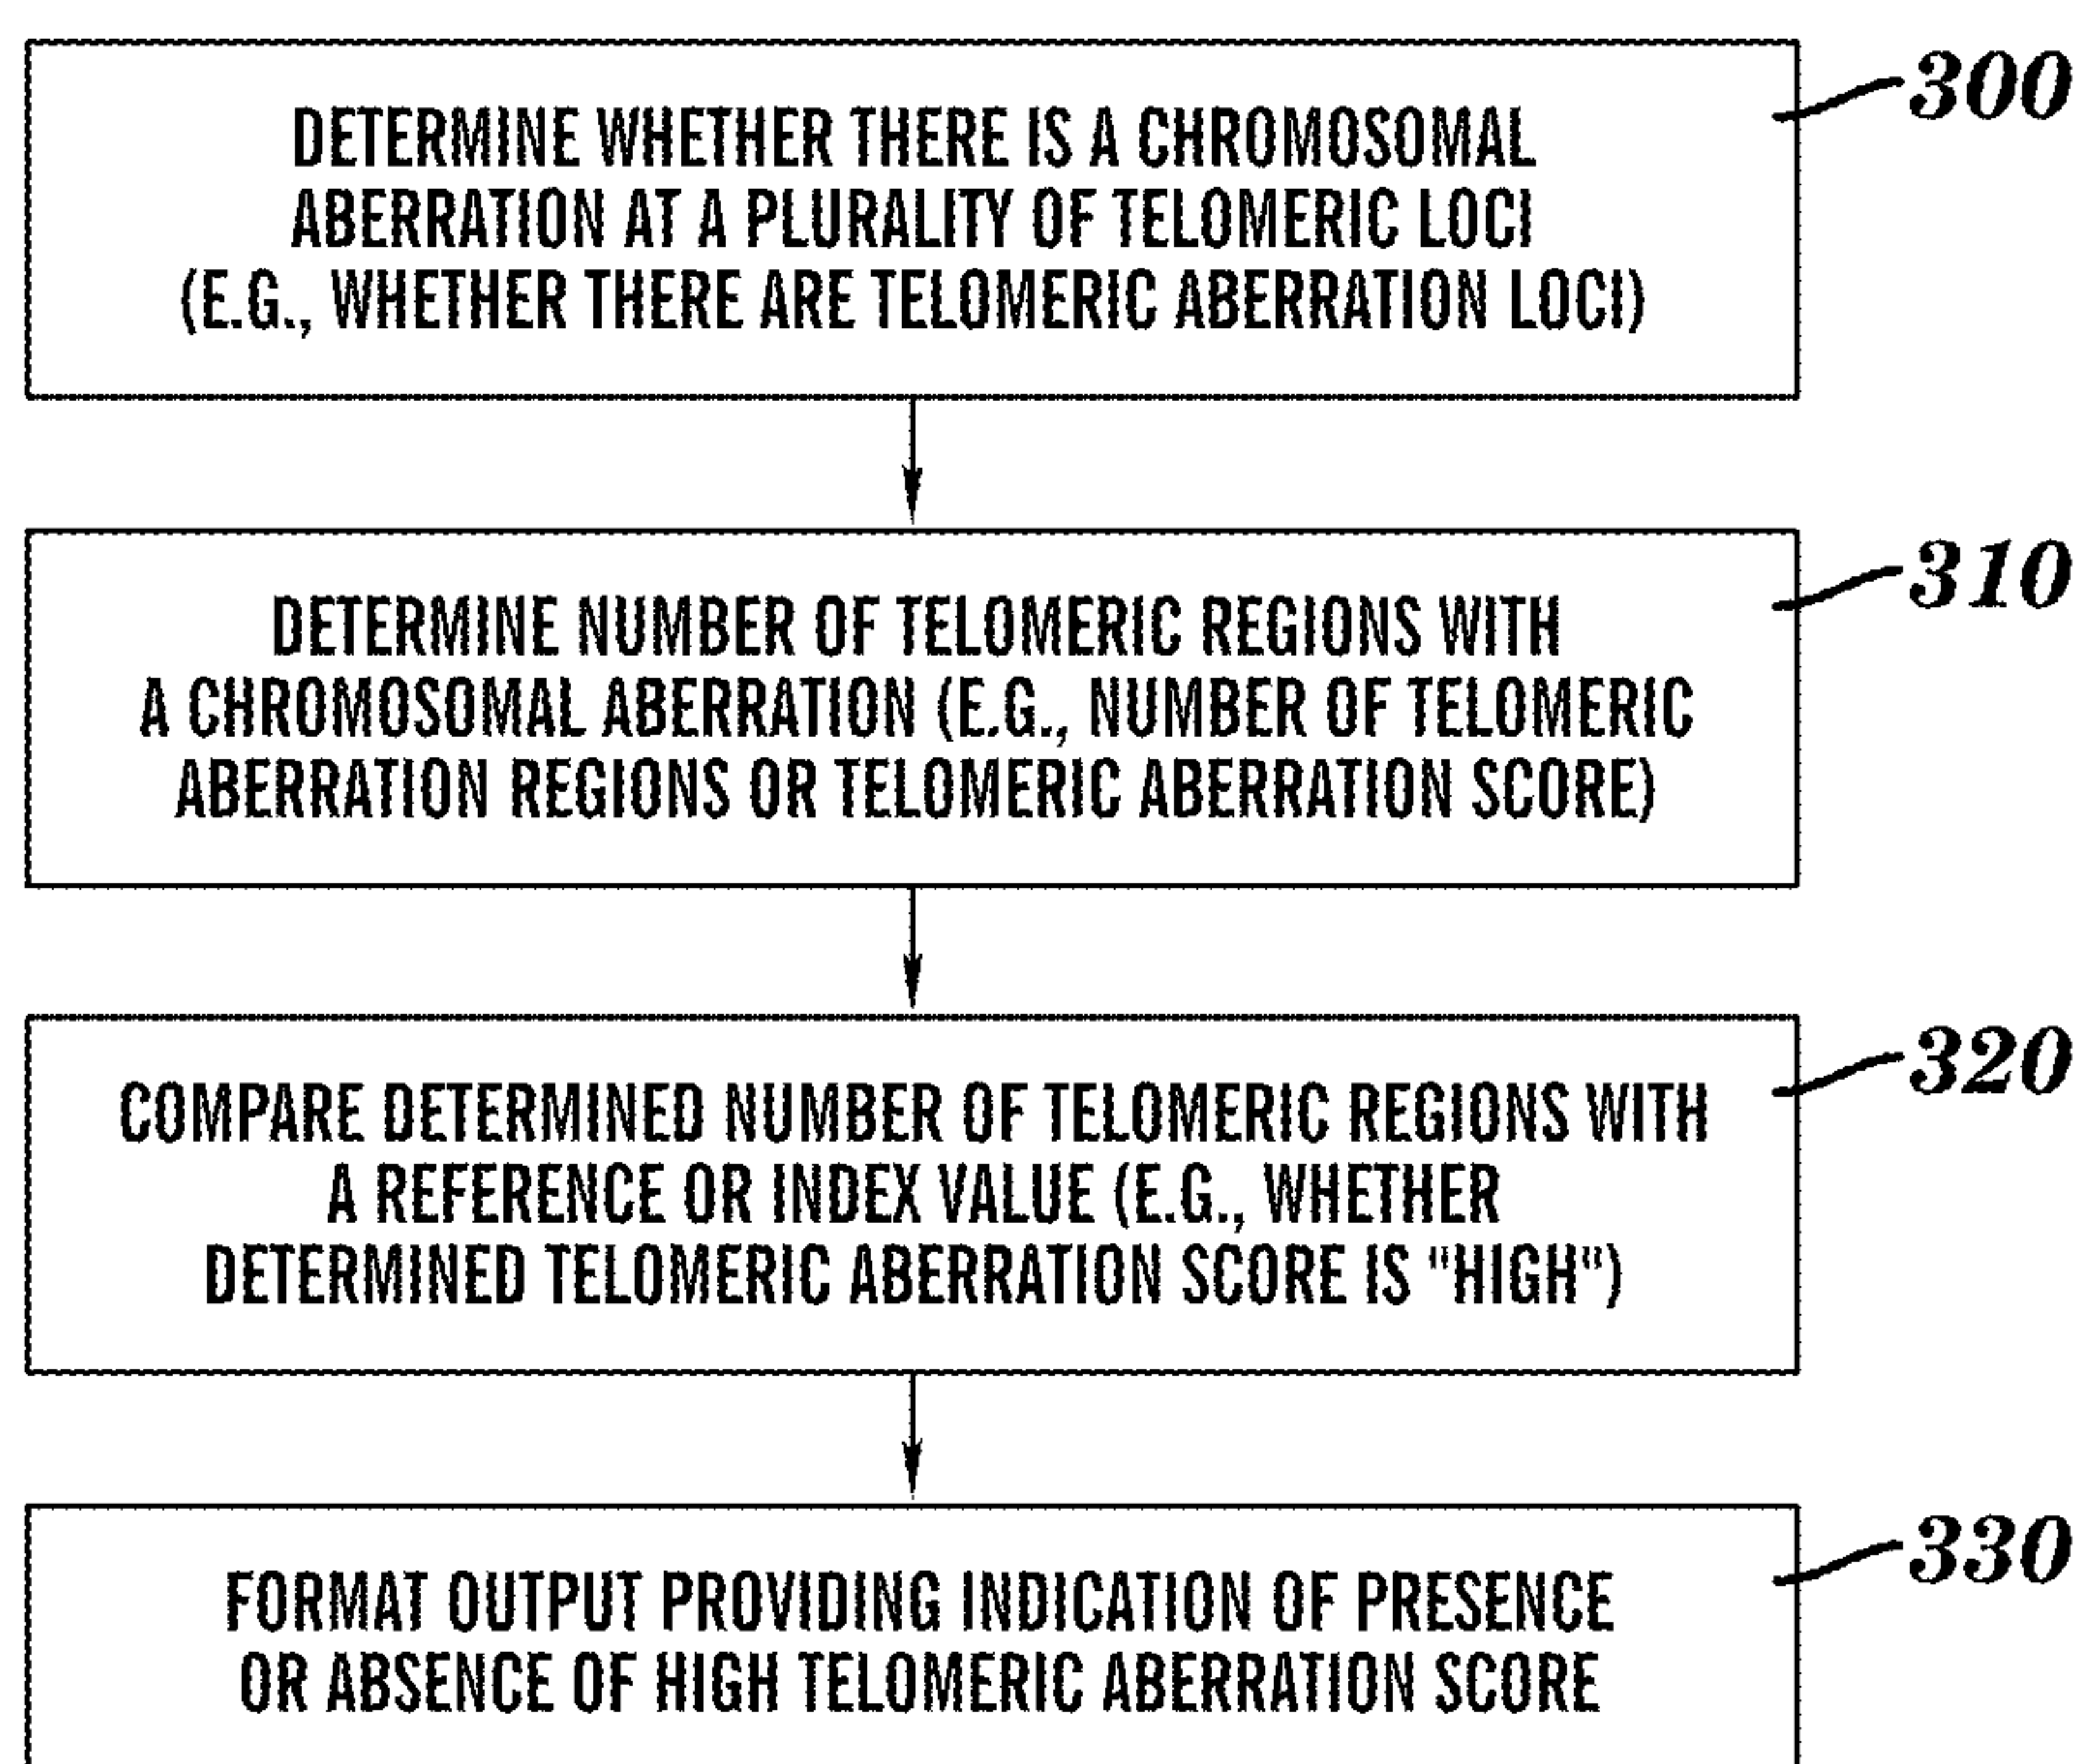 300
DETERMINE WHETHER THERE IS A CHROMOSOMAL
ABERRATION AT A PLURALITY OF TELOMERIC LOCI
(E.G., WHETHER THERE ARE TELOMERIC ABERRATION LOCI)
310
DETERMINE NUMBER OF TELOMERIC REGIONS WITH
A CHROMOSOMAL ABERRATION (E.G., NUMBER OF TELOMERIC
ABERRATION REGIONS OR TELOMERIC ABERRATION SCORE)
320
COMPARE DETERMINED NUMBER OF TELOMERIC REGIONS WITH
A REFERENCE OR INDEX VALUE (E.G., WHETHER
DETERMINED TELOMERIC ABERRATION SCORE IS "HIGH")
330
FORMAT OUTPUT PROVIDING INDICATION OF PRESENCE
OR ABSENCE OF HIGH TELOMERIC ABERRATION SCORE